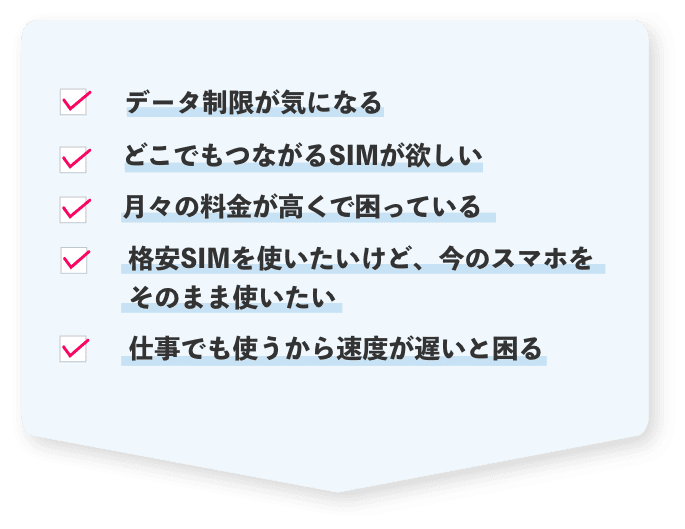 データ制限が気になる
どこでもつながるSIMが欲しい
月々の料金が高くて困っている
格安SIMを使いたいけど、今のスマホを
そのまま使いたい
仕事でも使うから速度が遅いと困る